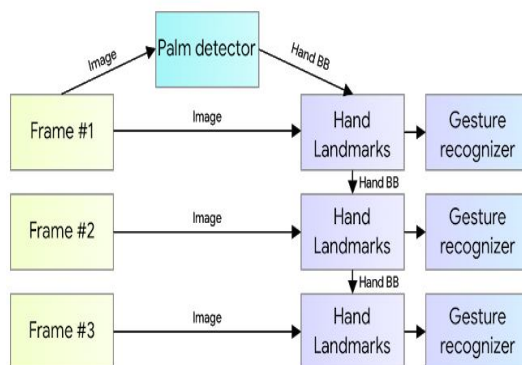 Palm detector
Image
Hand BB
Frame #1
Image
Hand
Landmarks
Gesture
recognizer
Hand BB
Frame #2
Image
Hand
Landmarks
Gesture
recognizer
Hand BB
Frame #3
Image
Hand
Landmarks
Gesture
recognizer